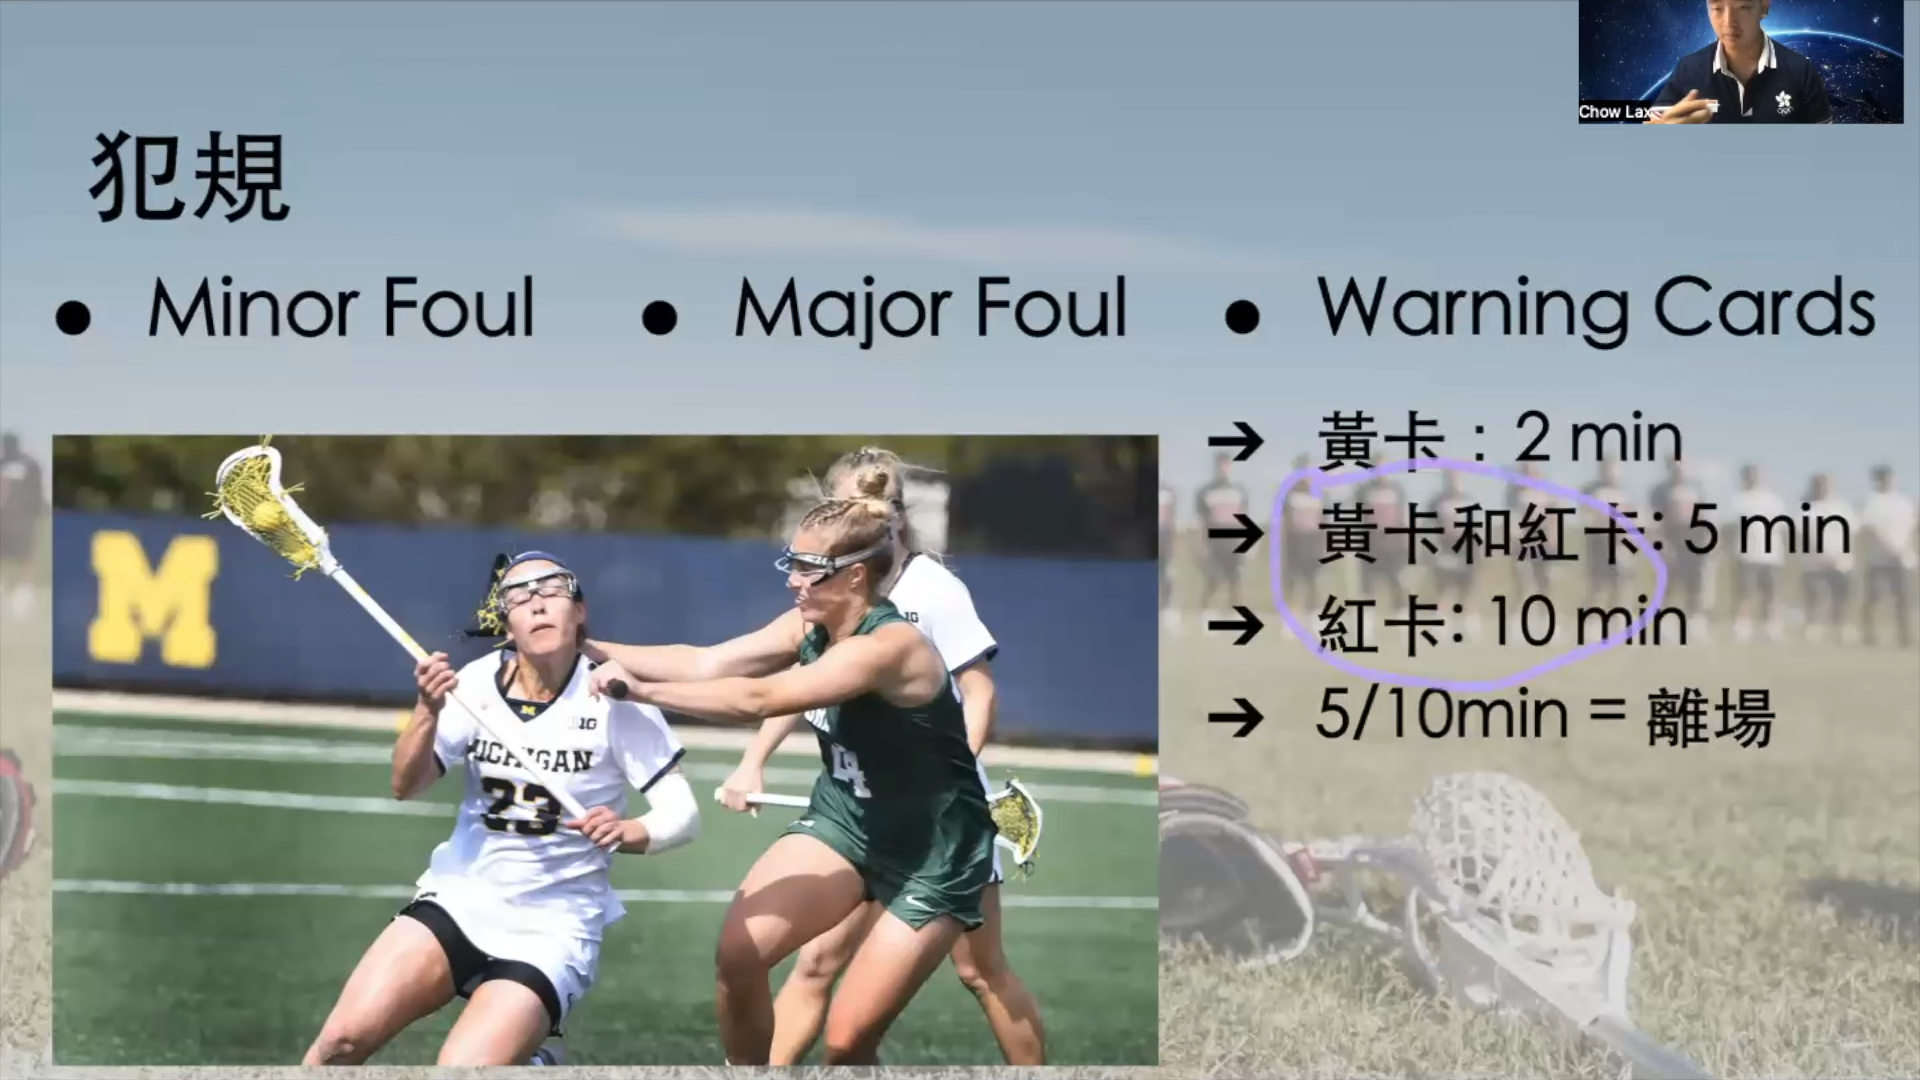 Chow Lax
犯規
● Minor Foul
● Major Foul
● Warning Cards
➔ 黃卡：2 min
➔ 黃卡和紅卡: 5 min
➔ 紅卡: 10 min
➔ 5/10min = 離場
M
M
B1G
MICHIGAN
23